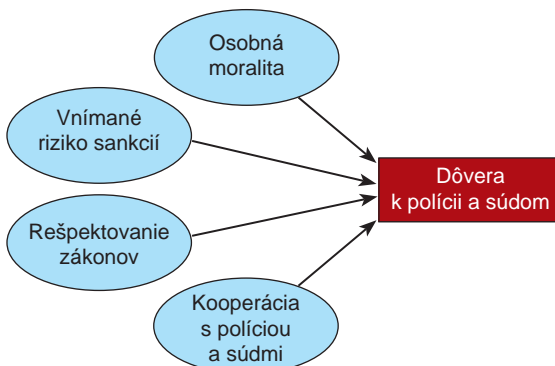 Osobná
moralita
Vnímané
riziko sankcií
Dôvera
k polícii a súdom
Rešpektovanie
zákonov
Kooperácia
s políciou
a súdmi